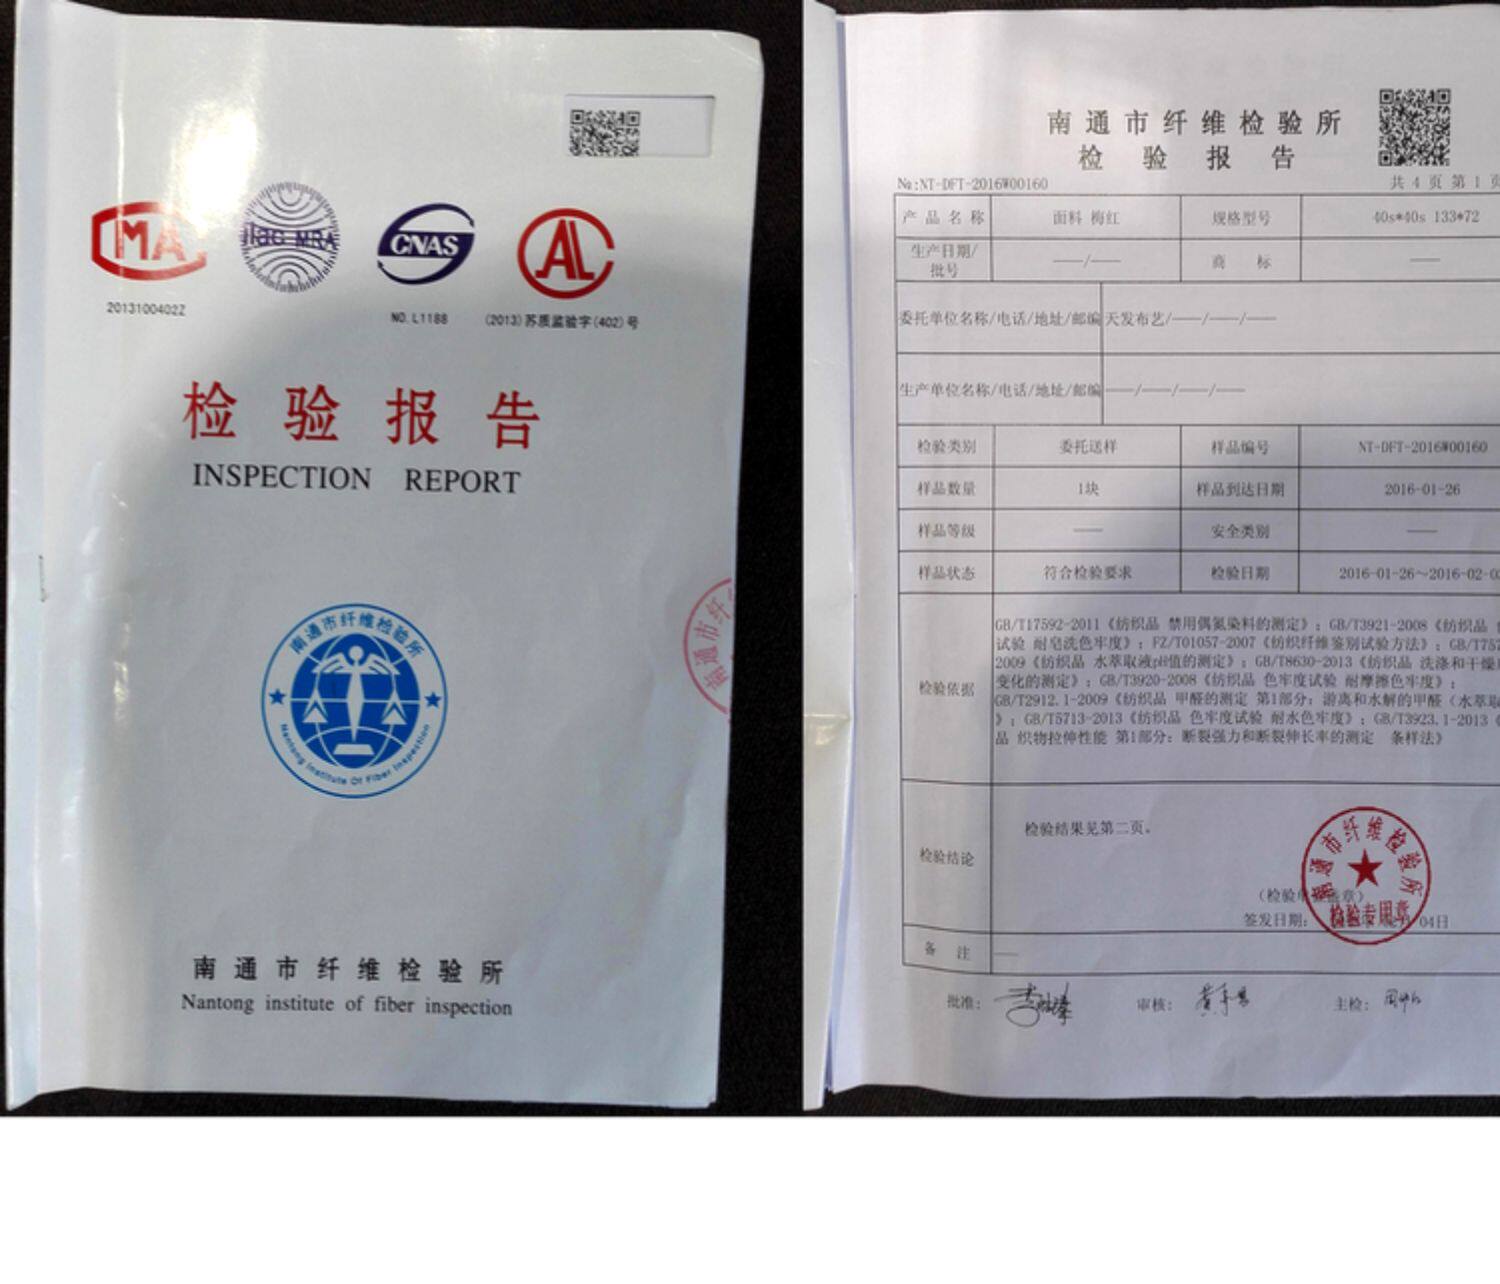 CMA
ilac-MRA
CNAS
AL
2013100402Z
NO. L1188
(2013)苏质监验字(402)号
检验报告
INSPECTION REPORT
南通市纤维检验所
Nantong Institute Of Fiber Inspection
南通市纤
南通市纤维检验所
Nantong institute of fiber inspection
南通市纤维检验所
检验报告
№:NT-DFT-2016W00160 共 4 页 第 1
产品名称 面料 梅红 规格型号 40s*40s 133*72
生产日期/批号 ——/—— 商标 ——
委托单位名称/电话/地址/邮编 天发布艺/——/——/——
生产单位名称/电话/地址/邮编 ——/——/——/——
检验类别 委托送样 样品编号 NT-DFT-2016W00160
样品数量 1块 样品到达日期 2016-01-26
样品等级 —— 安全类别 ——
样品状态 符合检验要求 检验日期 2016-01-26～2016-02-0
检验依据
GB/T17592-2011《纺织品 禁用偶氮染料的测定》；GB/T3921-2008《纺织品
试验 耐皂洗色牢度》；FZ/T01057-2007《纺织纤维鉴别试验方法》；GB/T757
2009《纺织品 水萃取液pH值的测定》；GB/T8630-2013《纺织品 洗涤和干燥
变化的测定》；GB/T3920-2008《纺织品 色牢度试验 耐摩擦色牢度》；
GB/T2912.1-2009《纺织品 甲醛的测定 第1部分：游离和水解的甲醛（水萃取
》；GB/T5713-2013《纺织品 色牢度试验 耐水色牢度》；GB/T3923.1-2013《
品 织物拉伸性能 第1部分：断裂强力和断裂伸长率的测定 条样法》
检验结论 检验结果见第二页。
南通市纤维检验所
检验专用章
（检验单 盖章）
签发日期： 04日
备注 ——
批准： 审核： 主检：